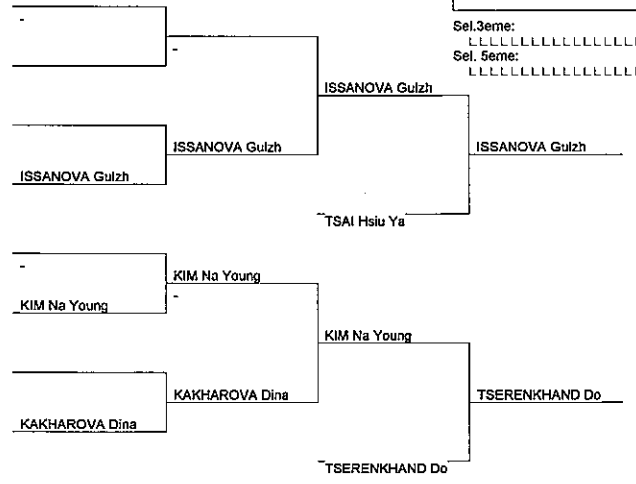 -
-
Sel.3eme:
Sel. 5eme:
ISSANOVA Gulzh
ISSANOVA Gulzh
ISSANOVA Gulzh
ISSANOVA Gulzh
TSAI Hsiu Ya
-
KIM Na Young
-
KIM Na Young
KIM Na Young
KAKHAROVA Dina
TSERENKHAND Do
KAKHAROVA Dina
TSERENKHAND Do